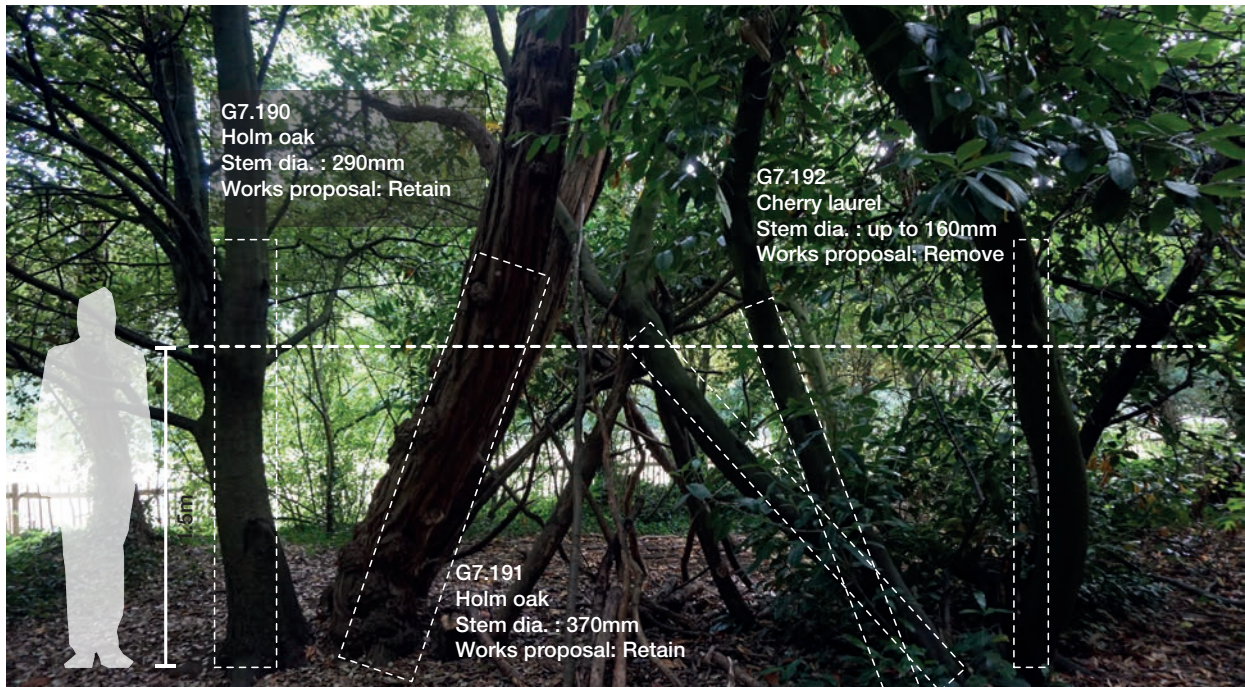 G7.190
Holm oak
Stem dia. : 290mm
Works proposal: Retain
G7.192
Cherry laurel
Stem dia. : up to 160mm
Works proposal: Remove
5m
G7.191
Holm oak
Stem dia. : 370mm
Works proposal: Retain